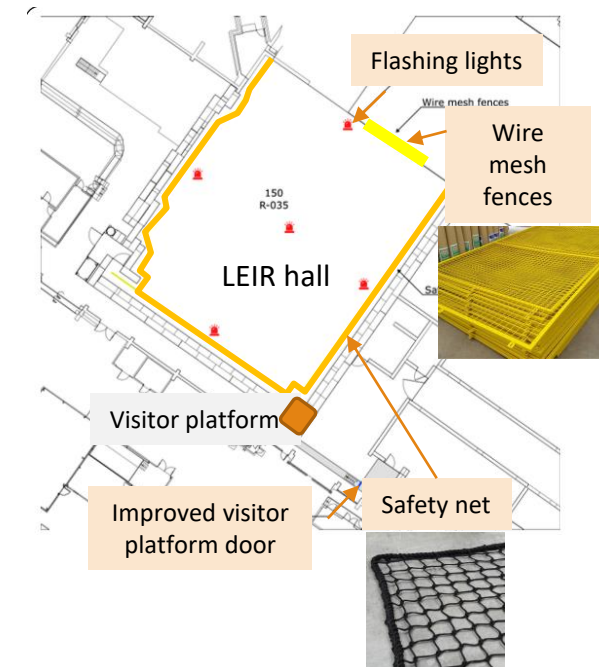 Flashing lights
Wire mesh fences
Wire
mesh
fences
150
R-035
LEIR hall
Sa
Visitor platform
Improved visitor
platform door
Safety net